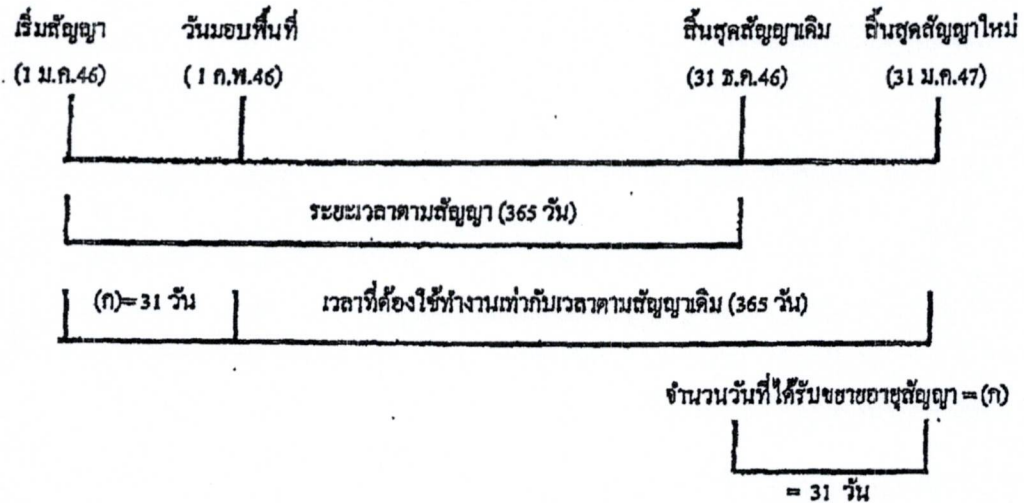 เริ่มสัญญา วันมอบพื้นที่ สิ้นสุดสัญญาเดิม สิ้นสุดสัญญาใหม่
(1 ม.ค.46) (1 ก.พ.46) (31 ธ.ค.46) (31 ม.ค.47)
ระยะเวลาตามสัญญา (365 วัน)
(ก)=31 วัน เวลาที่ต้องใช้ทำงานเท่ากับเวลาตามสัญญาเดิม (365 วัน)
จำนวนวันที่ได้รับขยายอายุสัญญา = (ก)
= 31 วัน